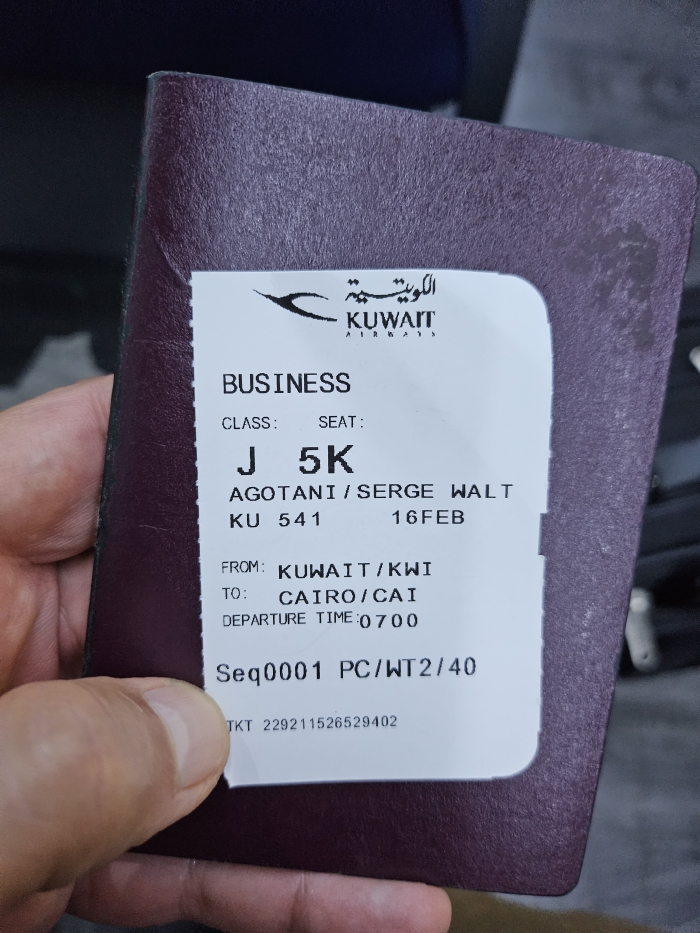 الكويتية
KUWAIT
AIRWAYS
BUSINESS
CLASS: SEAT:
J 5K
AGOTANI/SERGE WALT
KU 541 16FEB
FROM: KUWAIT/KWI
TO: CAIRO/CAI
DEPARTURE TIME:0700
Seq0001 PC/WT2/40
TKT 229211526529402